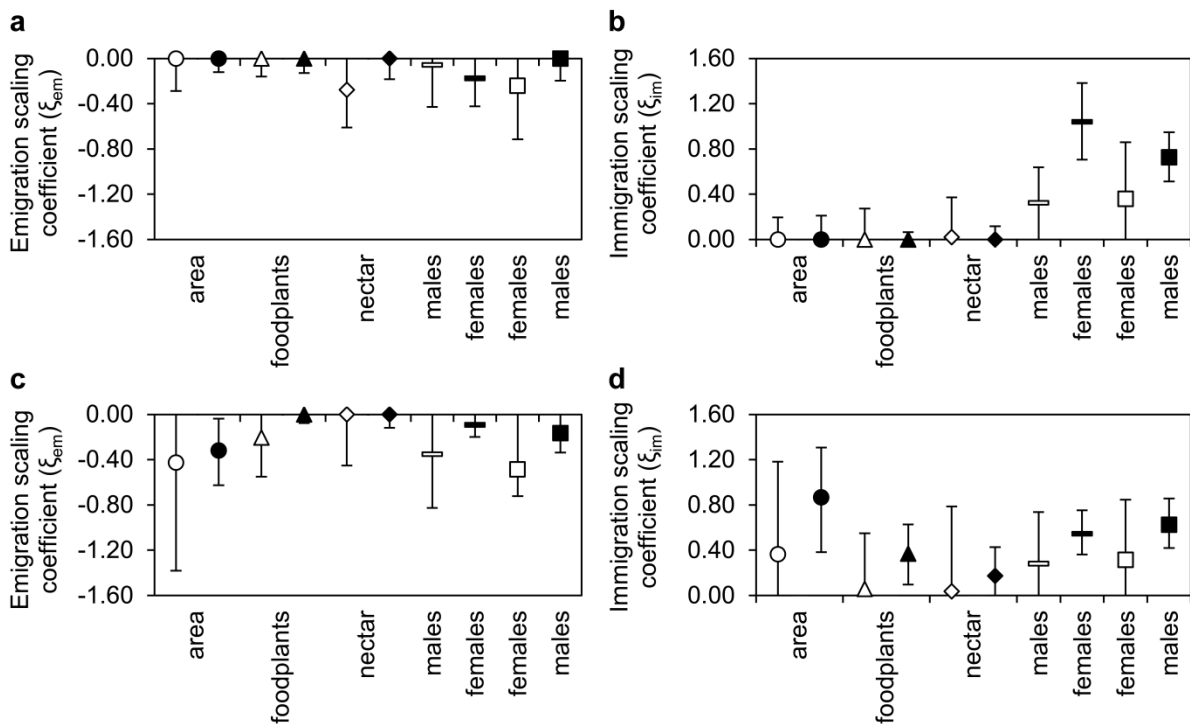 a
Emigration scaling
coefficient (ξem)
0.00
-0.40
-0.80
-1.20
-1.60
area
foodplants
nectar
males
females
females
males
b
Immigration scaling
coefficient (ξim)
1.60
1.20
0.80
0.40
0.00
area
foodplants
nectar
males
females
females
males
c
Emigration scaling
coefficient (ξem)
0.00
-0.40
-0.80
-1.20
-1.60
area
foodplants
nectar
males
females
females
males
d
Immigration scaling
coefficient (ξim)
1.60
1.20
0.80
0.40
0.00
area
foodplants
nectar
males
females
females
males